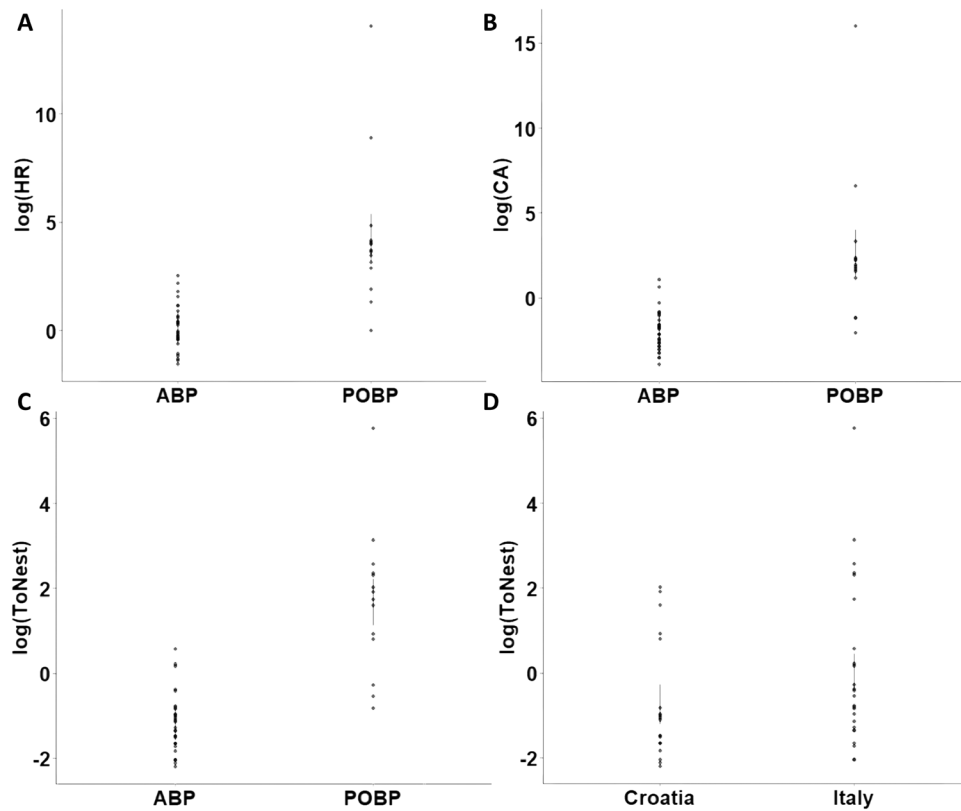 A
B
log(HR)
10
5
0
ABP
POBP
log(CA)
15
10
5
0
ABP
POBP
C
D
log(ToNest)
6
4
2
0
-2
ABP
POBP
log(ToNest)
6
4
2
0
-2
Croatia
Italy